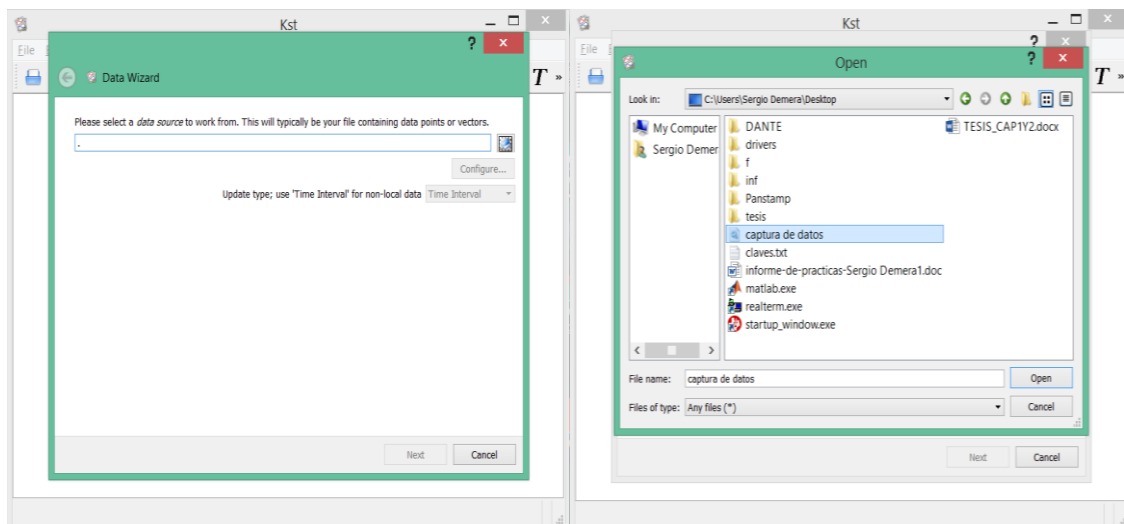 Kst
File
?
T »
Data Wizard
Please select a data source to work from. This will typically be your file containing data points or vectors.
.
Configure...
Update type; use 'Time Interval' for non-local data Time Interval
Next Cancel
Kst
File
?
?
T »
Open
Look in: C:\Users\Sergio Demera\Desktop
My Computer
Sergio Demer
DANTE
drivers
f
inf
Panstamp
tesis
captura de datos
claves.txt
informe-de-practicas-Sergio Demera1.doc
matlab.exe
realterm.exe
startup_window.exe
TESIS_CAP1Y2.docx
File name: captura de datos Open
Files of type: Any files (*) Cancel
Next Cancel